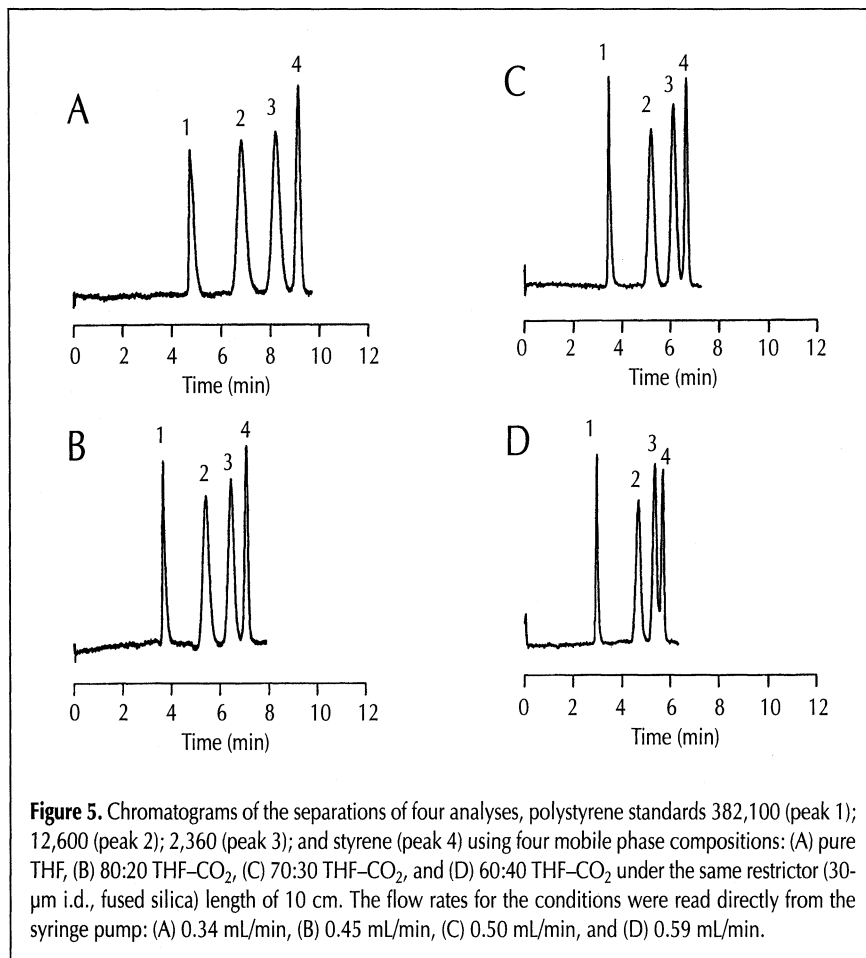 A
1
2
3
4
0 2 4 6 8 10 12
Time (min)
C
1
2
3
4
0 2 4 6 8 10 12
Time (min)
B
1
2
3
4
0 2 4 6 8 10 12
Time (min)
D
1
2
3
4
0 2 4 6 8 10 12
Time (min)
Figure 5. Chromatograms of the separations of four analyses, polystyrene standards 382,100 (peak 1);
12,600 (peak 2); 2,360 (peak 3); and styrene (peak 4) using four mobile phase compositions: (A) pure
THF, (B) 80:20 THF–CO₂, (C) 70:30 THF–CO₂, and (D) 60:40 THF–CO₂ under the same restrictor (30-
µm i.d., fused silica) length of 10 cm. The flow rates for the conditions were read directly from the
syringe pump: (A) 0.34 mL/min, (B) 0.45 mL/min, (C) 0.50 mL/min, and (D) 0.59 mL/min.